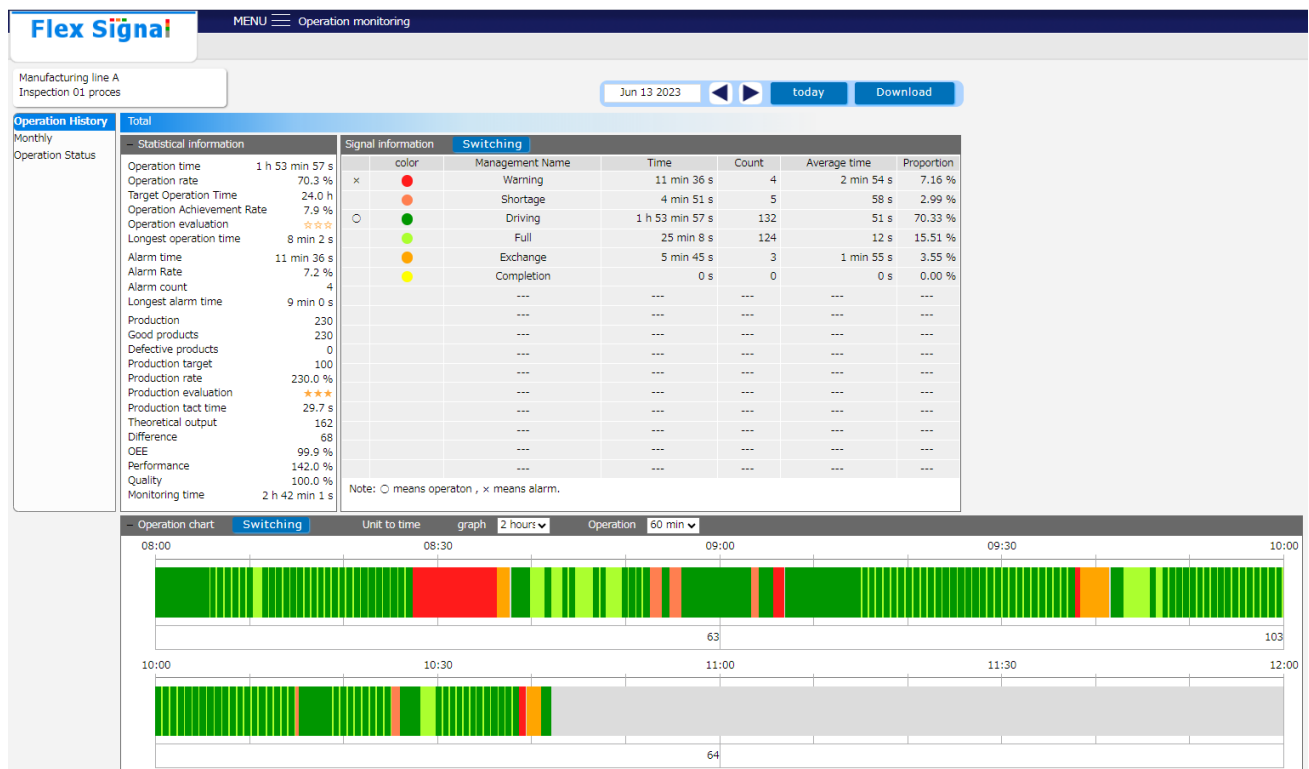 Flex Signal
MENU Operation monitoring
Manufacturing line A
Inspection 01 proces
Jun 13 2023 ◀ ▶ today Download
Operation History
Monthly
Operation Status
Total
− Statistical information
Operation time 1 h 53 min 57 s
Operation rate 70.3 %
Target Operation Time 24.0 h
Operation Achievement Rate 7.9 %
Operation evaluation ☆☆☆
Longest operation time 8 min 2 s
Alarm time 11 min 36 s
Alarm Rate 7.2 %
Alarm count 4
Longest alarm time 9 min 0 s
Production 230
Good products 230
Defective products 0
Production target 100
Production rate 230.0 %
Production evaluation ★★★
Production tact time 29.7 s
Theoretical output 162
Difference 68
OEE 99.9 %
Performance 142.0 %
Quality 100.0 %
Monitoring time 2 h 42 min 1 s
Signal information Switching
color Management Name Time Count Average time Proportion
× Warning 11 min 36 s 4 2 min 54 s 7.16 %
Shortage 4 min 51 s 5 58 s 2.99 %
○ Driving 1 h 53 min 57 s 132 51 s 70.33 %
Full 25 min 8 s 124 12 s 15.51 %
Exchange 5 min 45 s 3 1 min 55 s 3.55 %
Completion 0 s 0 0 s 0.00 %
--- --- --- --- ---
--- --- --- --- ---
--- --- --- --- ---
--- --- --- --- ---
--- --- --- --- ---
--- --- --- --- ---
--- --- --- --- ---
--- --- --- --- ---
--- --- --- --- ---
--- --- --- --- ---
Note: ○ means operaton , × means alarm.
− Operation chart Switching Unit to time graph 2 hours Operation 60 min
08:00 08:30 09:00 09:30 10:00
63 103
10:00 10:30 11:00 11:30 12:00
64